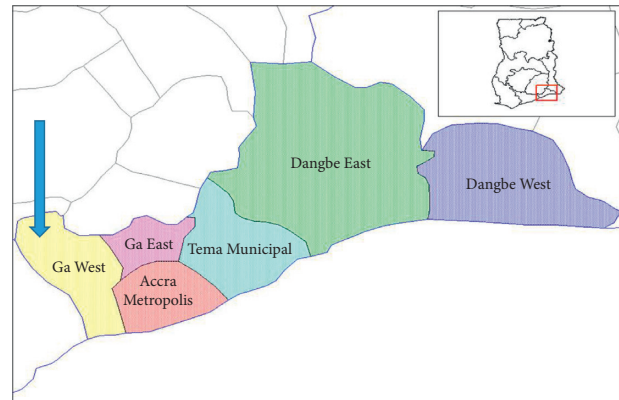 Dangbe East
Dangbe West
Ga East
Tema Municipal
Ga West
Accra
Metropolis